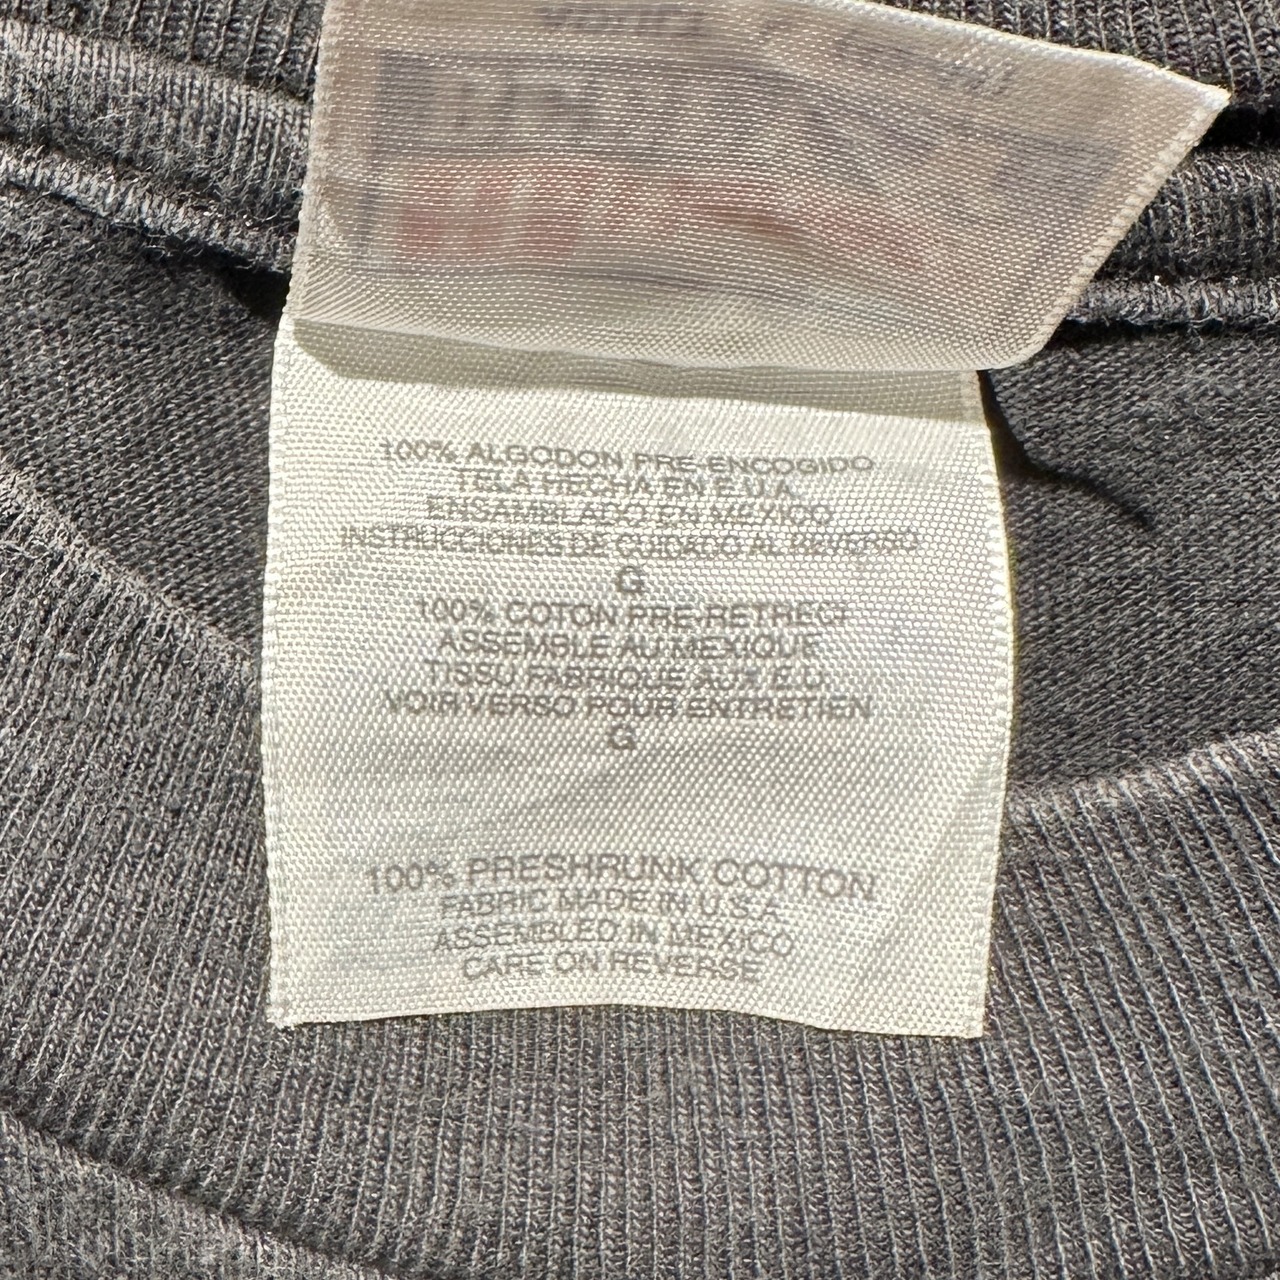 100% ALGODON PRE-ENCOGIDO
TELA HECHA EN E.U.A.
ENSAMBLADO EN MEXICO
INSTRUCCIONES DE CUIDADO AL REVERSO
G
100% COTON PRE-RETRECI
ASSEMBLE AU MEXIQUE
TISSU FABRIQUE AUX E.U.
VOIR VERSO POUR ENTRETIEN
G
100% PRESHRUNK COTTON
FABRIC MADE IN U.S.A.
ASSEMBLED IN MEXICO
CARE ON REVERSE